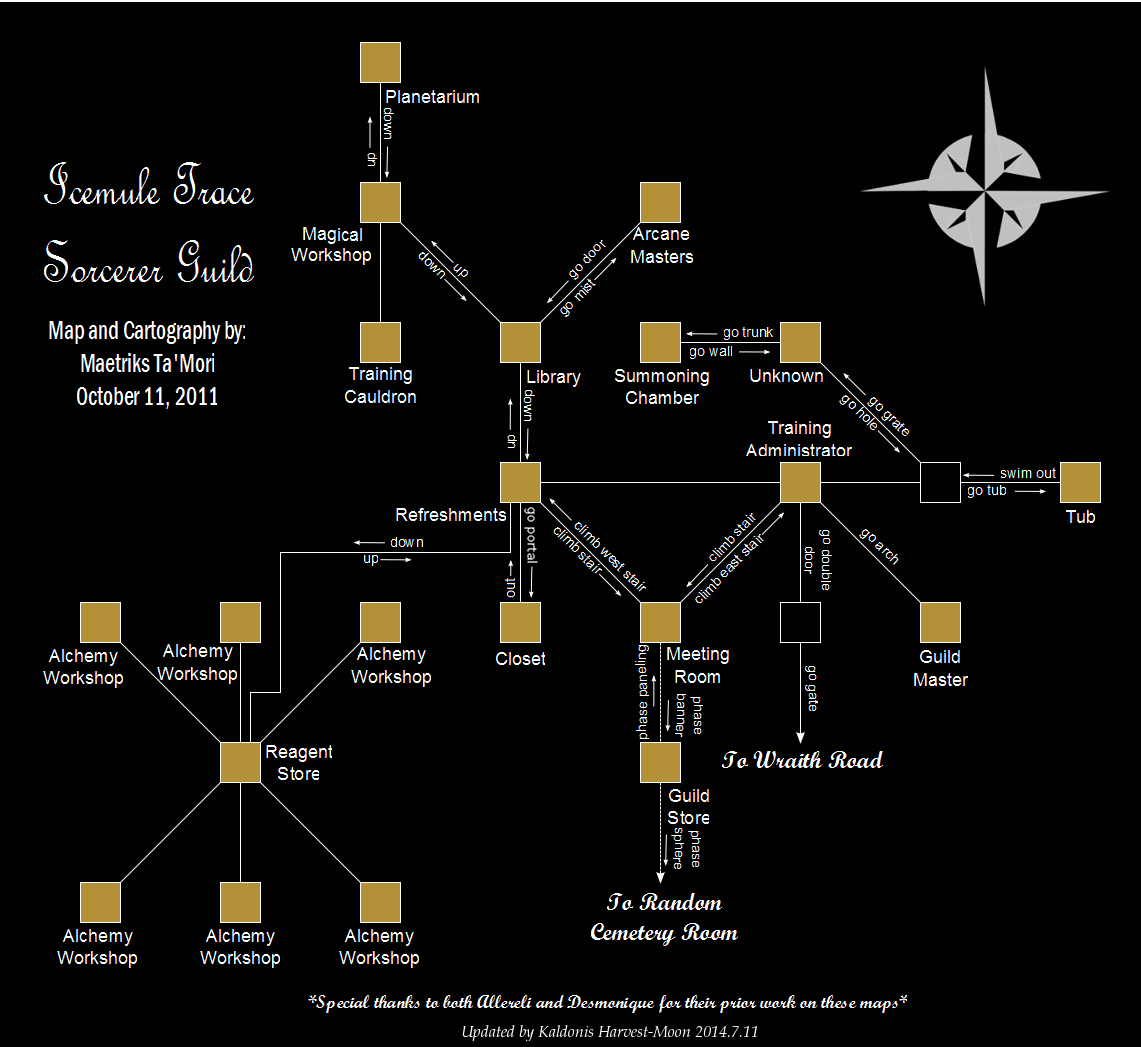 Planetarium
down
up
Icemule Trace
Sorcerer Guild
Map and Cartography by:
Maetriks Ta'Mori
October 11, 2011
Magical
Workshop
Arcane
Masters
up
down
go door
go mist
Training
Cauldron
Library
Summoning
Chamber
go trunk
go wall
Unknown
down
up
go grate
go hole
Training
Administrator
swim out
go tub
Tub
Refreshments
down
up
go portal
out
climb west stair
climb stair
climb stair
climb east stair
go double
door
go arch
Alchemy
Workshop
Alchemy
Workshop
Alchemy
Workshop
Closet
Meeting
Room
Guild
Master
phase paneling
phase
banner
go gate
To Wraith Road
Reagent
Store
Guild
Store
phase
sphere
To Random
Cemetery Room
Alchemy
Workshop
Alchemy
Workshop
Alchemy
Workshop
*Special thanks to both Allereli and Desmonique for their prior work on these maps*
Updated by Kaldonis Harvest-Moon 2014.7.11